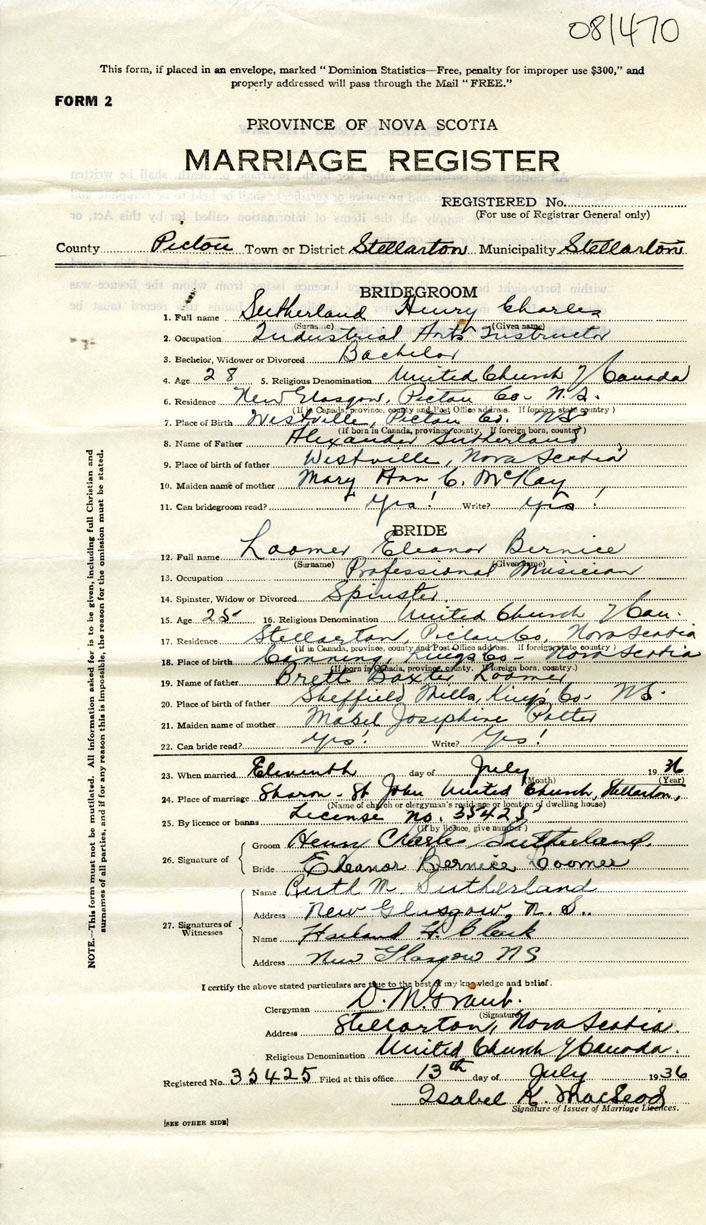 081470
This form, if placed in an envelope, marked "Dominion Statistics—Free, penalty for improper use $300," and
properly addressed will pass through the Mail "FREE."
FORM 2
PROVINCE OF NOVA SCOTIA
MARRIAGE REGISTER
REGISTERED No.
(For use of Registrar General only)
County Pictou Town or District Stellarton Municipality Stellarton
BRIDEGROOM
1. Full name Sutherland Henry Charles
(Surname) (Given name)
2. Occupation Industrial Arts Instructor
3. Bachelor, Widower or Divorced Bachelor
4. Age 28 5. Religious Denomination United Church of Canada
6. Residence New Glasgow, Pictou Co. N.S.
(If in Canada, province, county and Post Office address. If foreign state country)
7. Place of Birth Westville, Pictou Co. N.S.
(If born in Canada, province, county, If foreign born, country.)
8. Name of Father Alexander Sutherland
9. Place of birth of father Westville, Nova Scotia
10. Maiden name of mother Mary Ann C. McKay
11. Can bridegroom read? Yes! Write? Yes!
BRIDE
12. Full name Loomer Eleanor Bernice
(Surname) (Given name)
13. Occupation Professional Musician
14. Spinster, Widow or Divorced Spinster
15. Age 25 16. Religious Denomination United Church of Can.
17. Residence Stellarton, Pictou Co, Nova Scotia
(If in Canada, province, county and Post Office address. If foreign state country)
18. Place of birth Canning, Kings Co. Nova Scotia
(If born in Canada, province, county. If foreign born, country.)
19. Name of father Brette Baxter Loomer
20. Place of birth of father Sheffield Mills, King's Co. N.S.
21. Maiden name of mother Mabel Josephine Potter
22. Can bride read? Yes! Write? Yes!
23. When married Eleventh day of July 1936
(Month) (Year)
24. Place of marriage Sharon - St John United Church, Stellarton,
(Name of church or clergyman's residence or location of dwelling house)
25. By licence or banns License no. 35425
(If by licence, give number)
26. Signature of Groom Henry Charles Sutherland.
Bride Eleanor Bernice Loomer
27. Signatures of Witnesses Name Ruth M Sutherland
Address New Glasgow N. S.
Name H. Clark
Address New Glasgow NS
I certify the above stated particulars are true to the best of my knowledge and belief.
Clergyman D. M. Grant.
(Signature)
Address Stellarton, Nova Scotia
Religious Denomination United Church of Canada.
Registered No. 35425 Filed at this office 13th day of July 1936
Isabel K. MacLeod
Signature of Issuer of Marriage Licences.
[SEE OTHER SIDE]
NOTE.—This form must not be mutilated. All information asked for is to be given, including full Christian and
surnames of all parties, and if for any reason this is impossible, the reason for the omission must be stated.